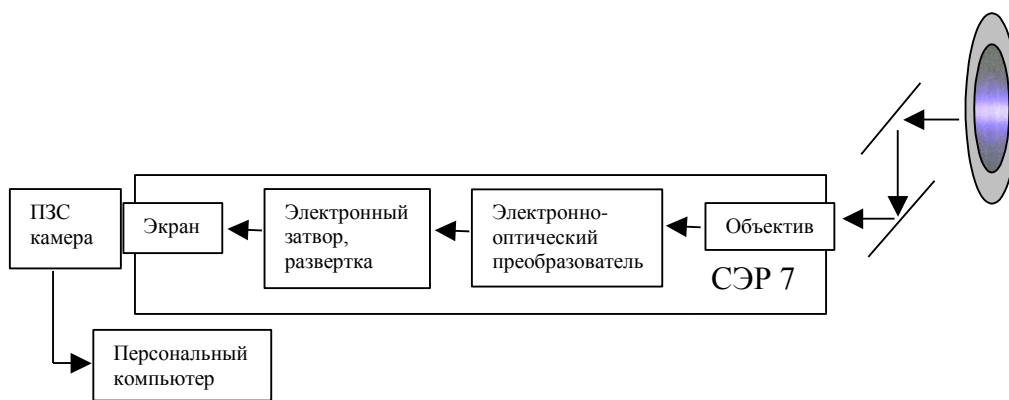 ПЗС
камера
Экран
Электронный
затвор,
развертка
Электронно-
оптический
преобразователь
Объектив
СЭР 7
Персональный
компьютер